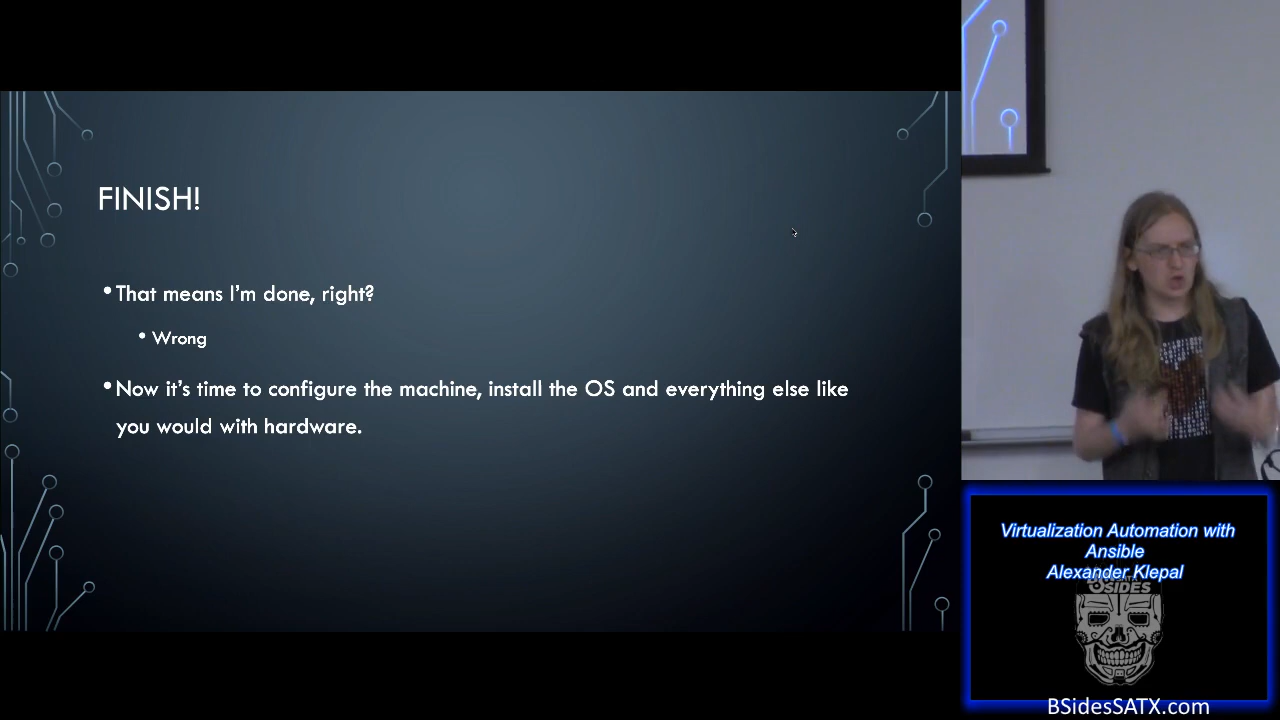 FINISH!
•That means I'm done, right?
• Wrong
•Now it's time to configure the machine, install the OS and everything else like
you would with hardware.
Virtualization Automation with
Ansible
Alexander Klepal
BSIDES
BSidesSATX.com